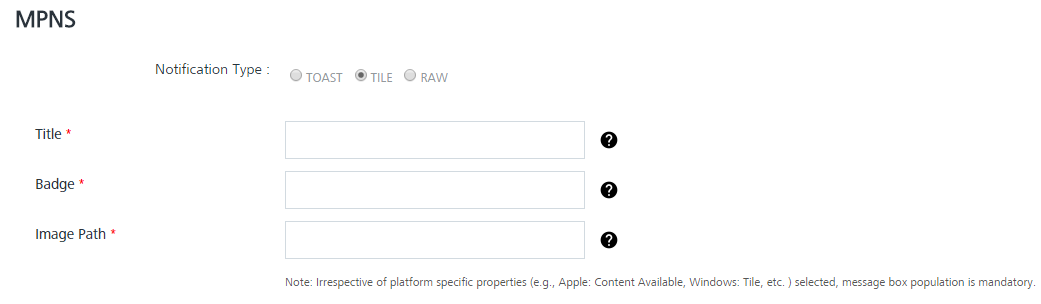 MPNS
Notification Type :
TOAST TILE RAW
Title *
?
Badge *
?
Image Path *
?
Note: Irrespective of platform specific properties (e.g., Apple: Content Available, Windows: Tile, etc. ) selected, message box population is mandatory.